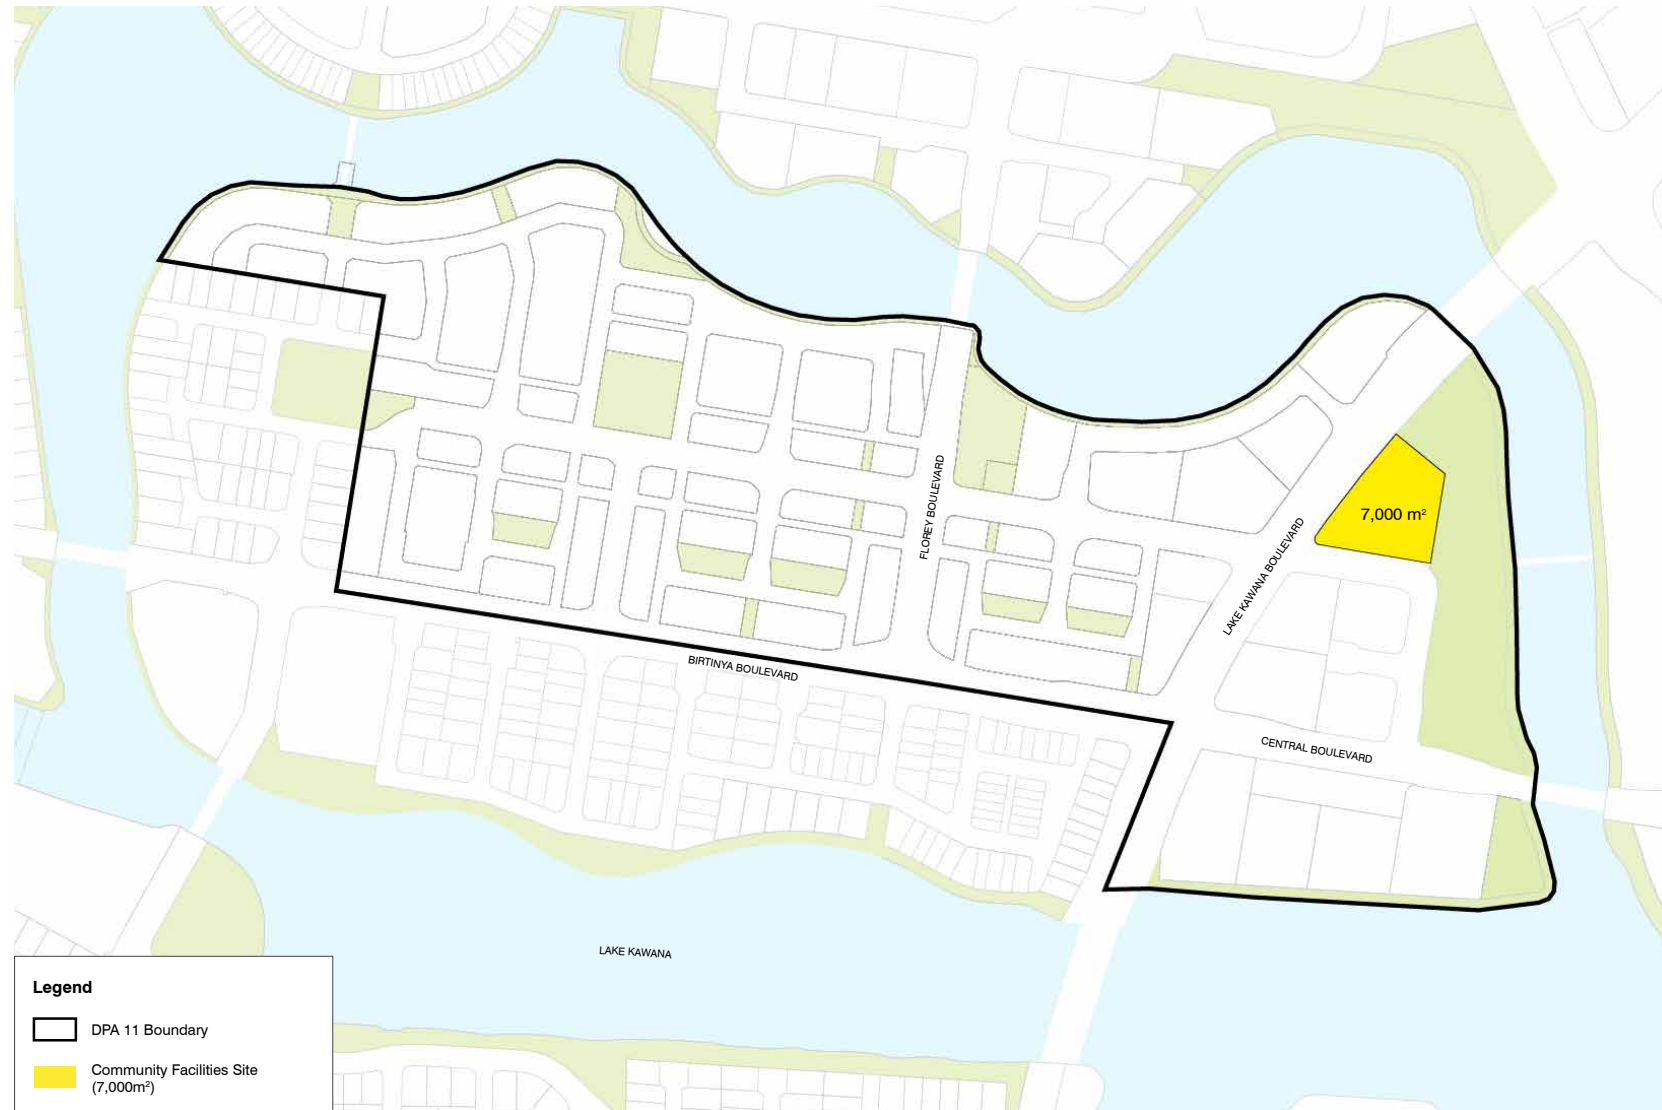 FLOREY BOULEVARD
7,000 m²
LAKE KAWANA BOULEVARD
BIRTINYA BOULEVARD
CENTRAL BOULEVARD
LAKE KAWANA
Legend
DPA 11 Boundary
Community Facilities Site
(7,000m²)